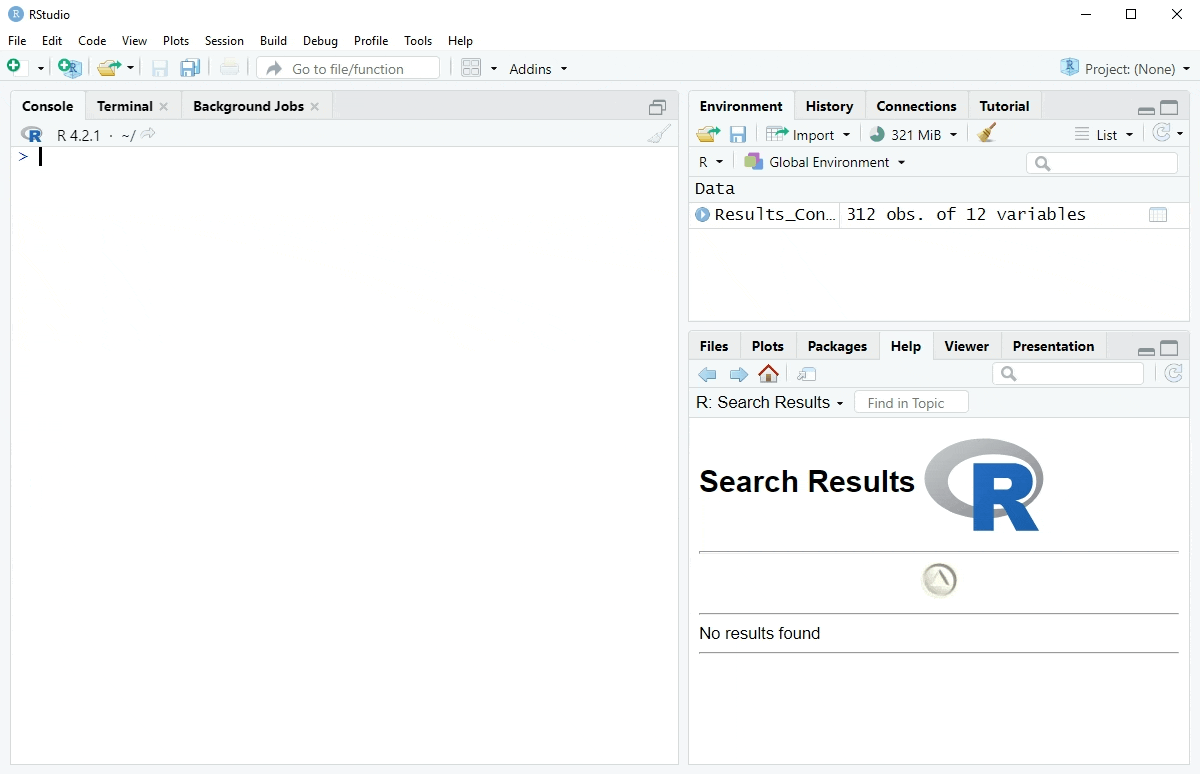 RStudio
File Edit Code View Plots Session Build Debug Profile Tools Help
Go to file/function Addins Project: (None)
Console Terminal Background Jobs
R 4.2.1 · ~/
>
Environment History Connections Tutorial
Import 321 MiB List
R Global Environment
Data
Results_Con… 312 obs. of 12 variables
Files Plots Packages Help Viewer Presentation
R: Search Results Find in Topic
Search Results R
No results found